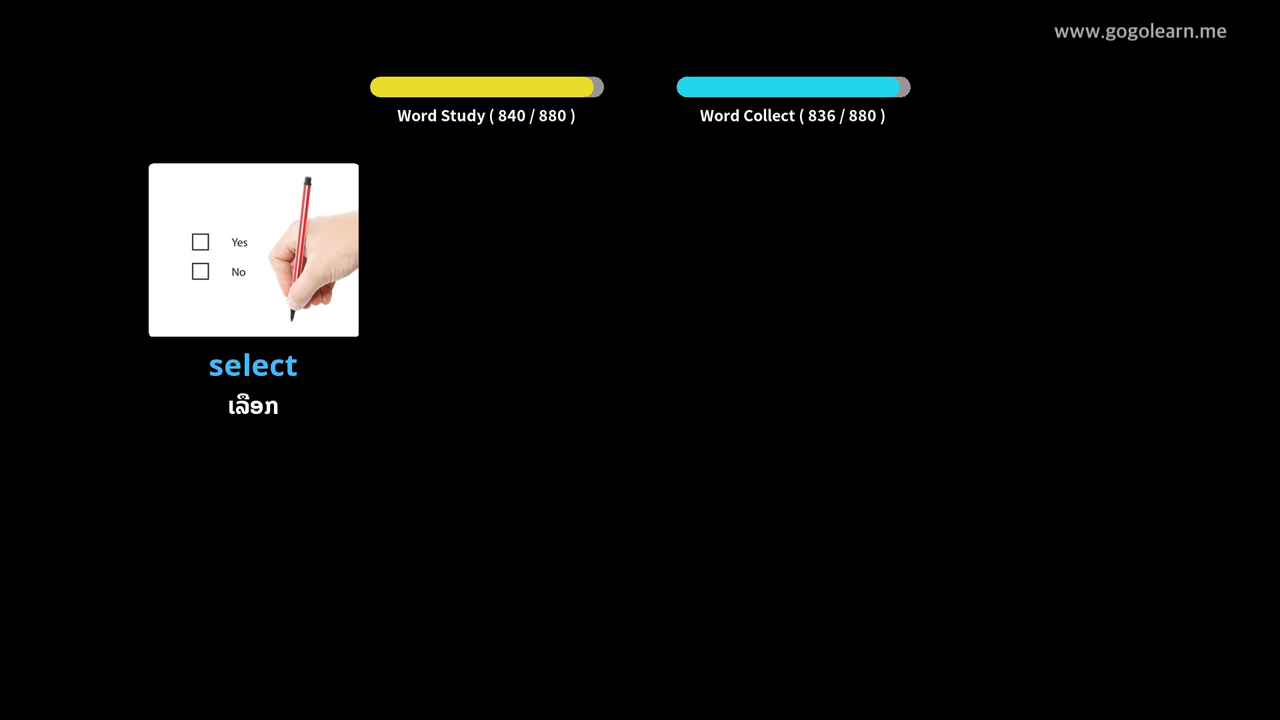 www.gogolearn.me
Word Study ( 840 / 880 )
Word Collect ( 836 / 880 )
Yes
No
select
ເລືອກ